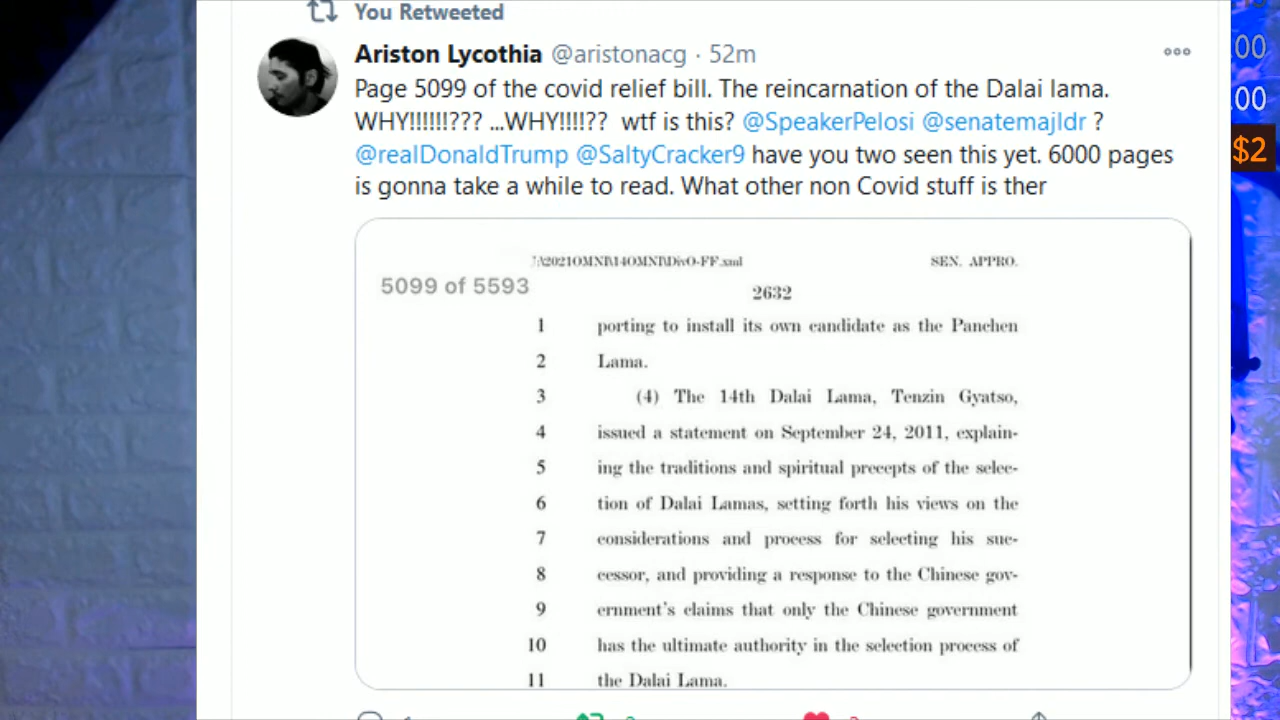 You Retweeted
Ariston Lycothia @aristonacg · 52m
Page 5099 of the covid relief bill. The reincarnation of the Dalai lama.
WHY!!!!!!??? ...WHY!!!!?? wtf is this? @SpeakerPelosi @senatemajldr ?
@realDonaldTrump @SaltyCracker9 have you two seen this yet. 6000 pages
is gonna take a while to read. What other non Covid stuff is ther
SEN. APPRO.
5099 of 5593
2632
1 porting to install its own candidate as the Panchen
2 Lama.
3 (4) The 14th Dalai Lama, Tenzin Gyatso,
4 issued a statement on September 24, 2011, explain-
5 ing the traditions and spiritual precepts of the selec-
6 tion of Dalai Lamas, setting forth his views on the
7 considerations and process for selecting his suc-
8 cessor, and providing a response to the Chinese gov-
9 ernment's claims that only the Chinese government
10 has the ultimate authority in the selection process of
11 the Dalai Lama.
.00
.00
$2